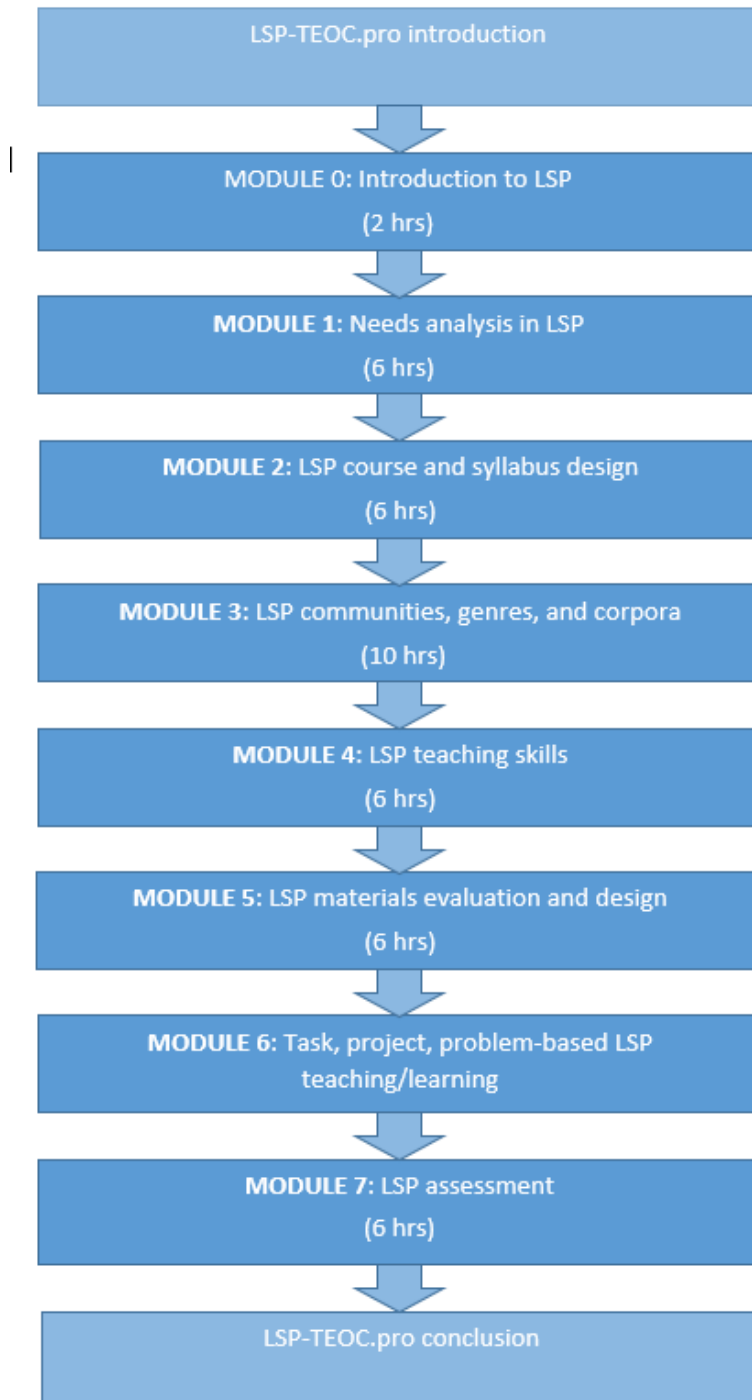 LSP-TEOC.pro introduction
MODULE 0: Introduction to LSP
(2 hrs)
MODULE 1: Needs analysis in LSP
(6 hrs)
MODULE 2: LSP course and syllabus design
(6 hrs)
MODULE 3: LSP communities, genres, and corpora
(10 hrs)
MODULE 4: LSP teaching skills
(6 hrs)
MODULE 5: LSP materials evaluation and design
(6 hrs)
MODULE 6: Task, project, problem-based LSP
teaching/learning
MODULE 7: LSP assessment
(6 hrs)
LSP-TEOC.pro conclusion